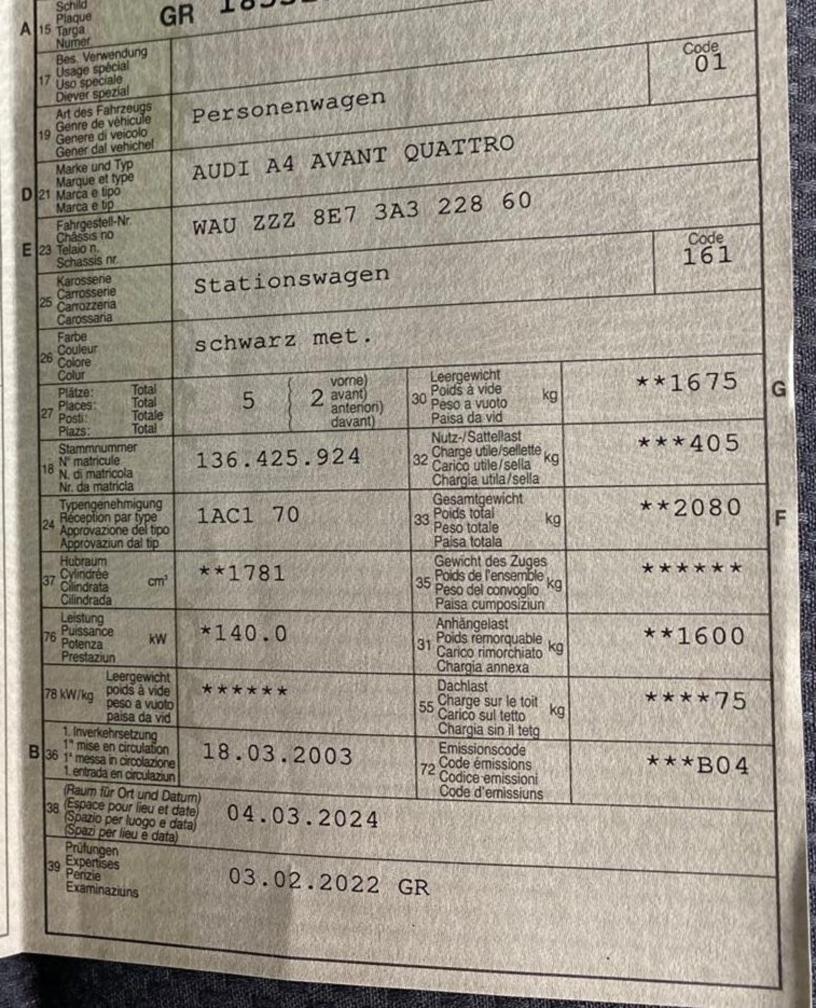 Schild
Plaque
A 15 Targa GR
Numer
Bes. Verwendung
17 Usage spécial
Uso speciale
Diever spezial
Code
01
Art des Fahrzeugs
19 Genre de véhicule
Genere di veicolo
Gener dal vehichel
Personenwagen
Marke und Typ
Marque et type
D 21 Marca e tipo
Marca e tip
AUDI A4 AVANT QUATTRO
Fahrgestell-Nr.
Châssis no
E 23 Telaio n.
Schassis nr.
WAU ZZZ 8E7 3A3 228 60
Karosserie
25 Carrosserie
Carrozzeria
Carossaria
Stationswagen
Code
161
Farbe
26 Couleur
Colore
Colur
schwarz met.
Plätze: Total
27 Places: Total
Posti: Totale
Plazs: Total
5 2
vorne)
avant)
anteriori)
davant)
Leergewicht
30 Poids à vide kg
Peso a vuoto
Paisa da vid
**1675 G
Stammnummer
18 N° matricule
N. di matricola
Nr. da matricla
136.425.924
Nutz-/Sattellast
32 Charge utile/sellette kg
Carico utile/sella
Chargia utila/sella
***405
Typengenehmigung
24 Réception par type
Approvazione del tipo
Approvaziun dal tip
1AC1 70
Gesamtgewicht
33 Poids total kg
Peso totale
Paisa totala
**2080 F
Hubraum
37 Cylindrée cm³
Cilindrata
Cilindrada
**1781
Gewicht des Zuges
35 Poids de l'ensemble kg
Peso del convoglio
Paisa cumposiziun
******
Leistung
76 Puissance kW
Potenza
Prestaziun
*140.0
Anhängelast
31 Poids remorquable kg
Carico rimorchiato
Chargia annexa
**1600
Leergewicht
78 kW/kg poids à vide
peso a vuoto
paisa da vid
******
Dachlast
55 Charge sur le toit kg
Carico sul tetto
Chargia sin il tetg
****75
1. Inverkehrsetzung
B 36 1re mise en circulation
1a messa in circolazione
1. entrada en circulaziun
18.03.2003
Emissionscode
72 Code émissions
Codice emissioni
Code d'emissiuns
***B04
(Raum für Ort und Datum)
38 (Espace pour lieu et date)
(Spazio per luogo e data)
(Spazi per lieu e data)
04.03.2024
Prüfungen
39 Expertises
Perizie
Examinaziuns
03.02.2022 GR